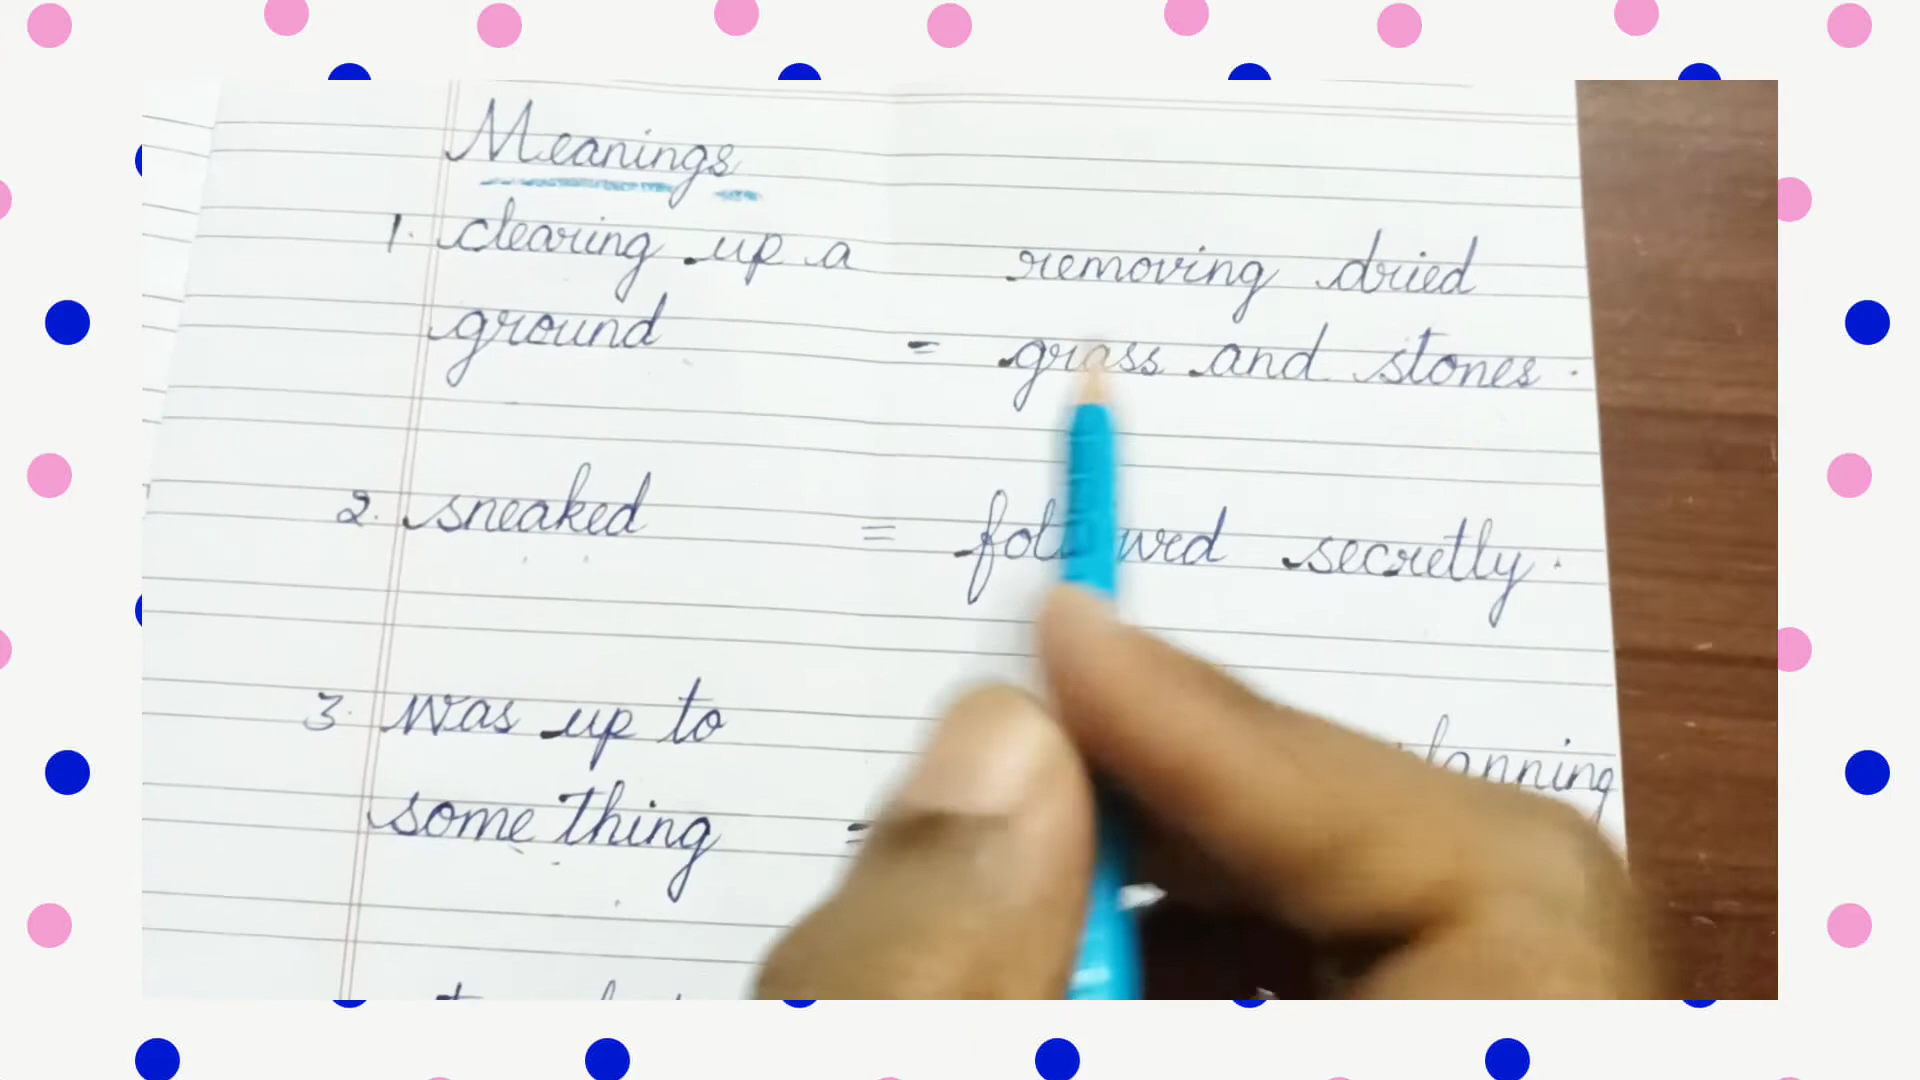 Meanings
1. clearing up a removing dried
ground = grass and stones.
2. sneaked = followed secretly.
3. was up to planning
something =